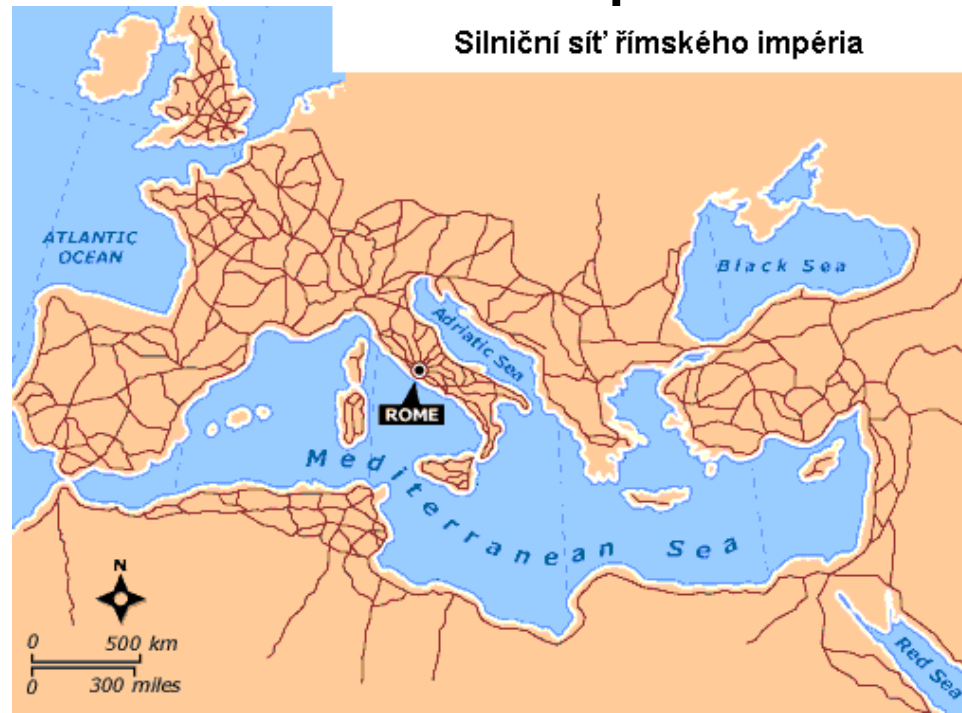 Silniční síť římského impéria
ATLANTIC
OCEAN
Black Sea
Adriatic Sea
ROME
Mediterranean Sea
N
0 500 km
0 300 miles
Red Sea